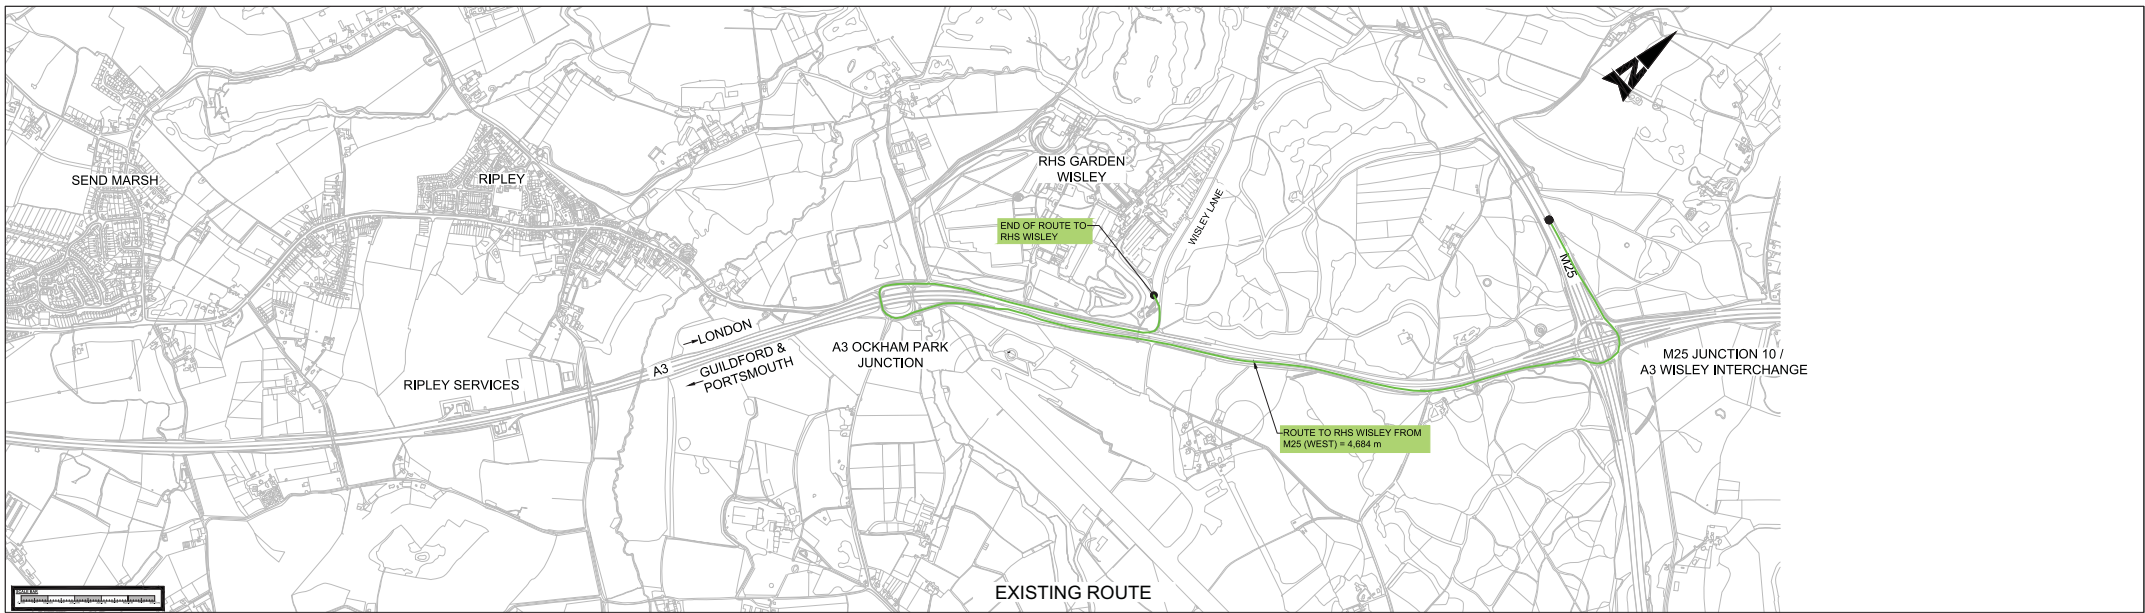 N
SEND MARSH
RIPLEY
RHS GARDEN
WISLEY
WISLEY LANE
END OF ROUTE TO
RHS WISLEY
M25
LONDON
A3
GUILDFORD &
PORTSMOUTH
RIPLEY SERVICES
A3 OCKHAM PARK
JUNCTION
M25 JUNCTION 10 /
A3 WISLEY INTERCHANGE
ROUTE TO RHS WISLEY FROM
M25 (WEST) = 4,684 m
EXISTING ROUTE